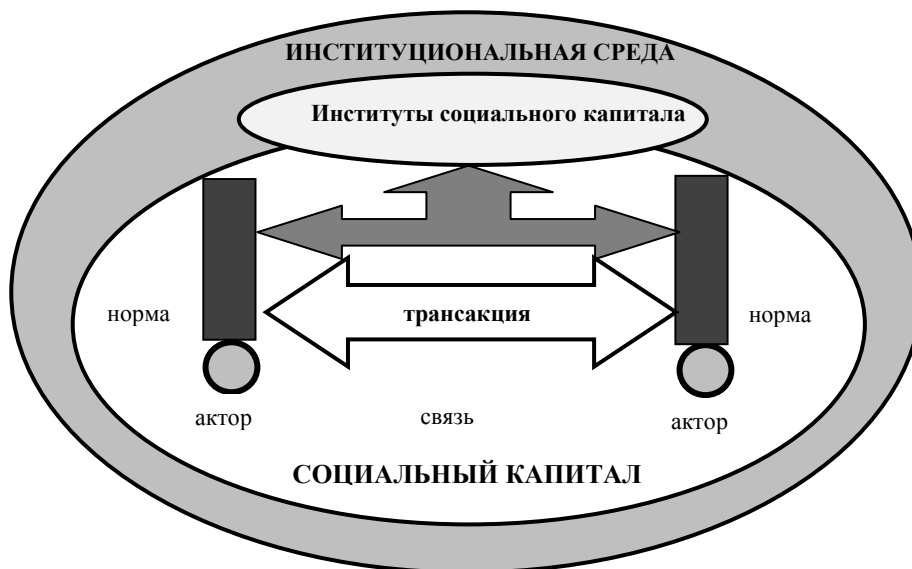 ИНСТИТУЦИОНАЛЬНАЯ СРЕДА
Институты социального капитала
норма
трансакция
норма
актор
связь
актор
СОЦИАЛЬНЫЙ КАПИТАЛ